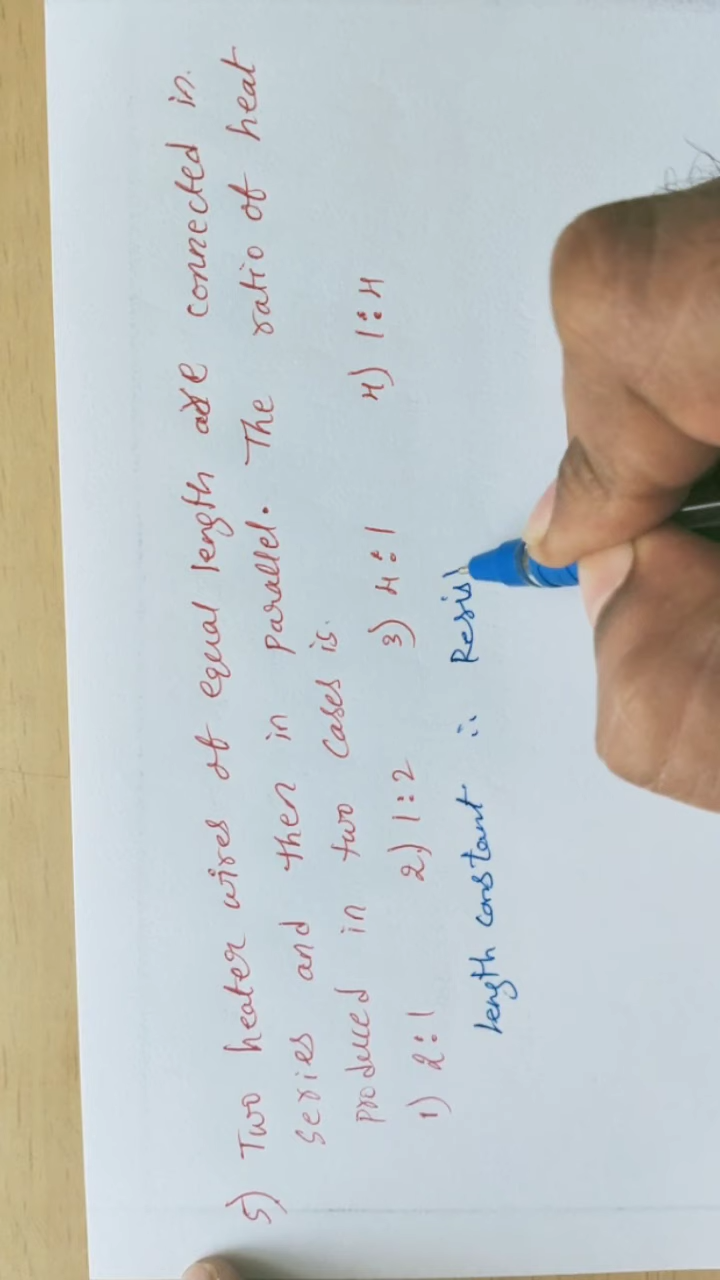 5) Two heater wires of equal length are connected in
series and then in parallel. The ratio of heat
produced in two cases is.
1) 2:1 2) 1:2 3) 4:1 4) 1:4
length constant ∴ Resis